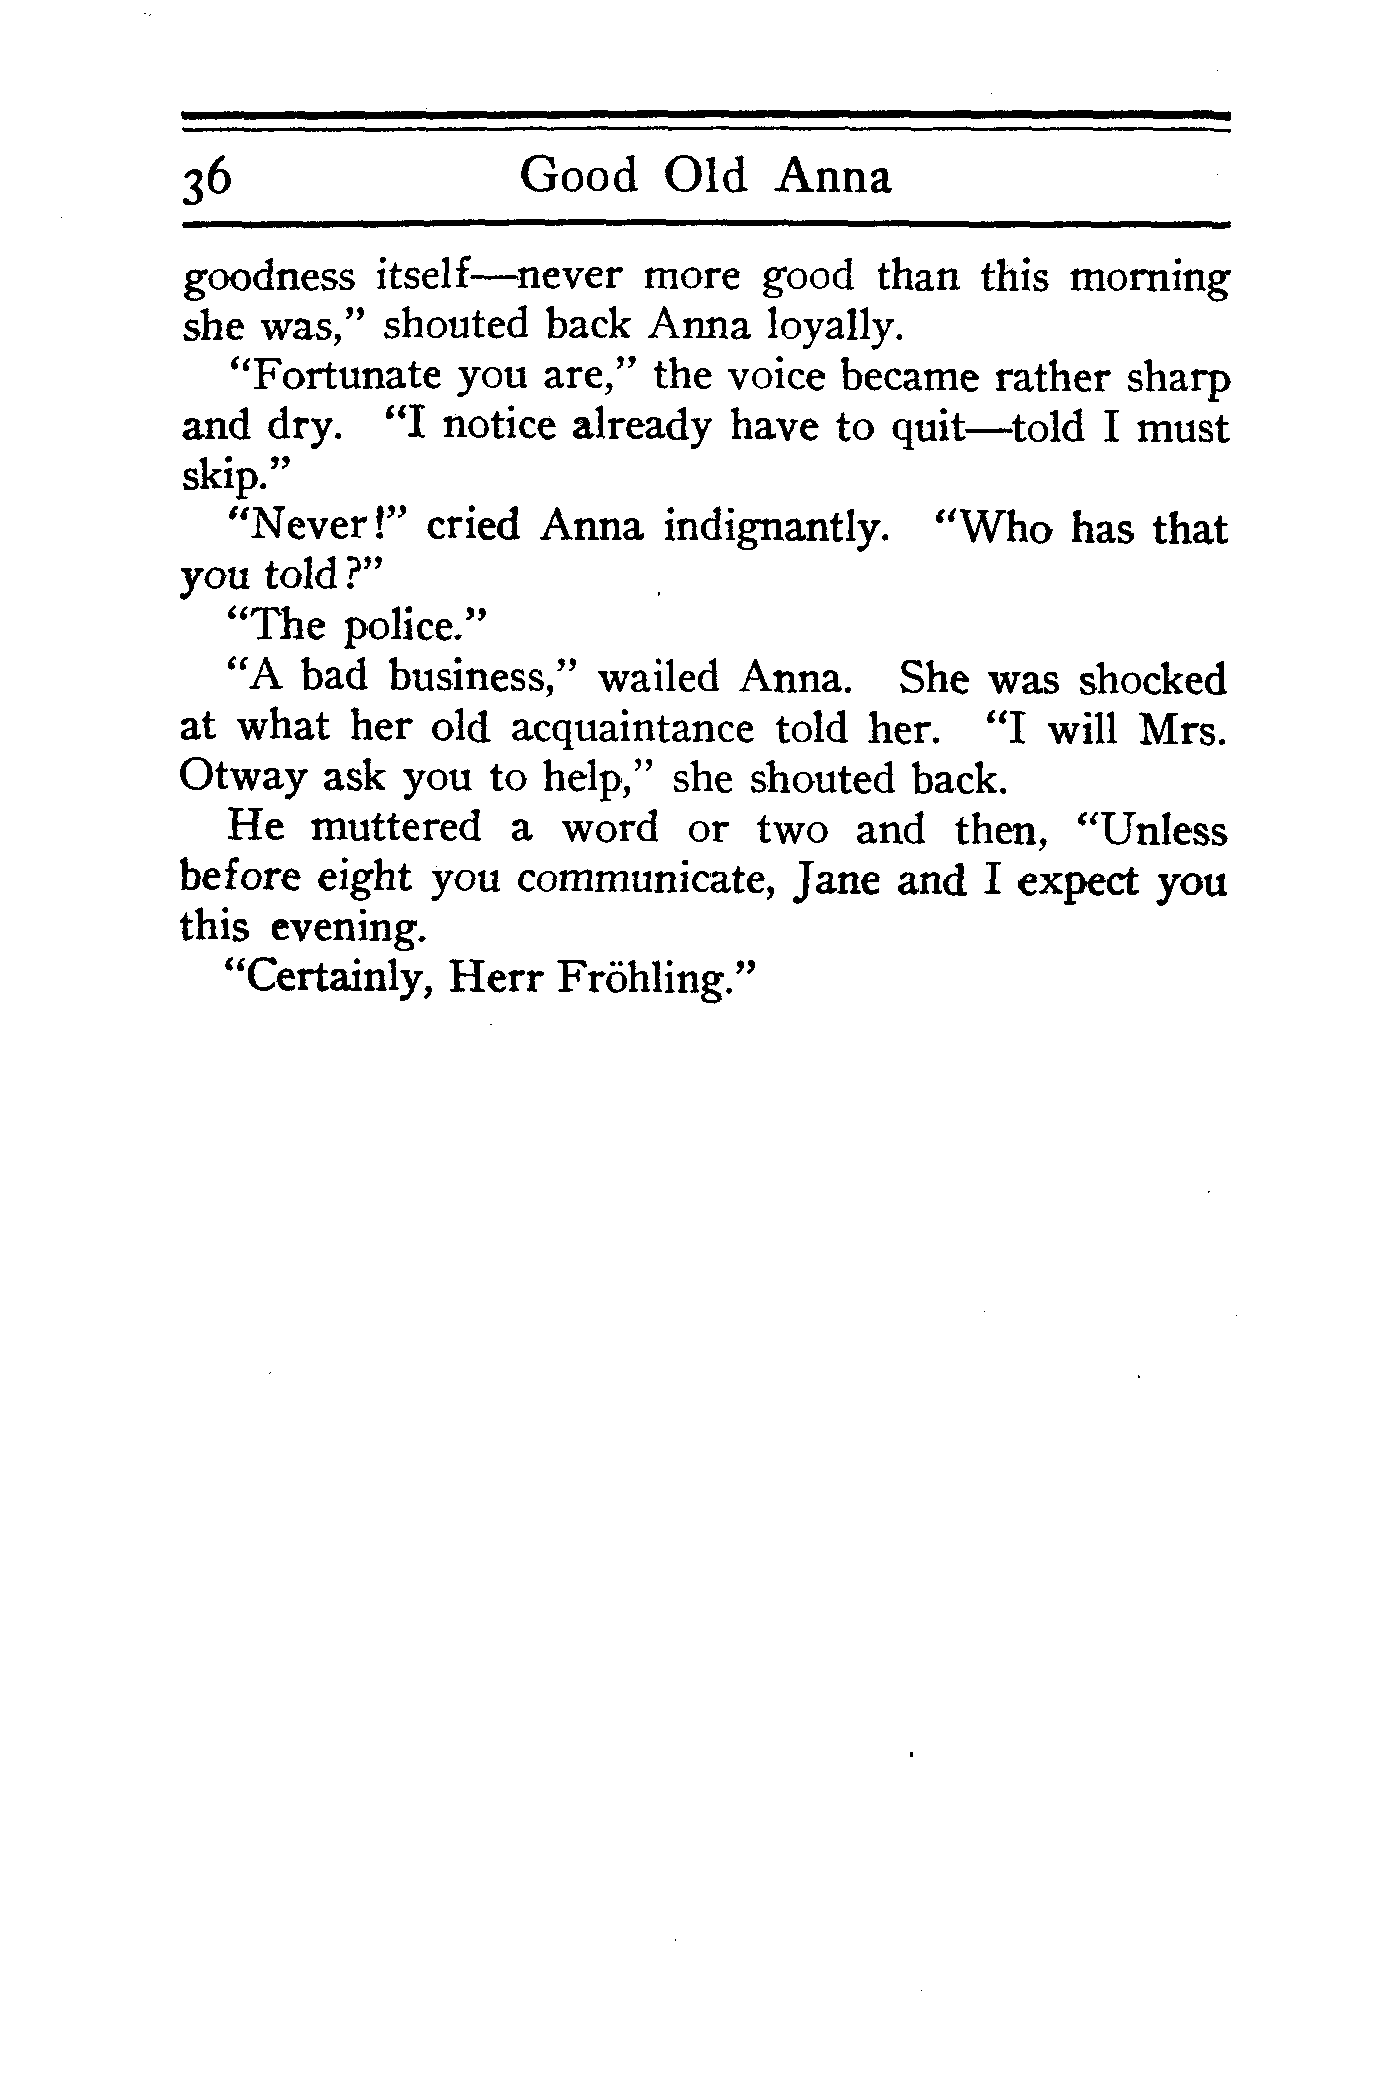 36 Good Old Anna
goodness itself—never more good than this morning
she was,” shouted back Anna loyally.
“Fortunate you are,” the voice became rather sharp
and dry. “I notice already have to quit—told I must
skip.”
“Never!” cried Anna indignantly. “Who has that
you told?”
“The police.”
“A bad business,” wailed Anna. She was shocked
at what her old acquaintance told her. “I will Mrs.
Otway ask you to help,” she shouted back.
He muttered a word or two and then, “Unless
before eight you communicate, Jane and I expect you
this evening.
“Certainly, Herr Fröhling.”